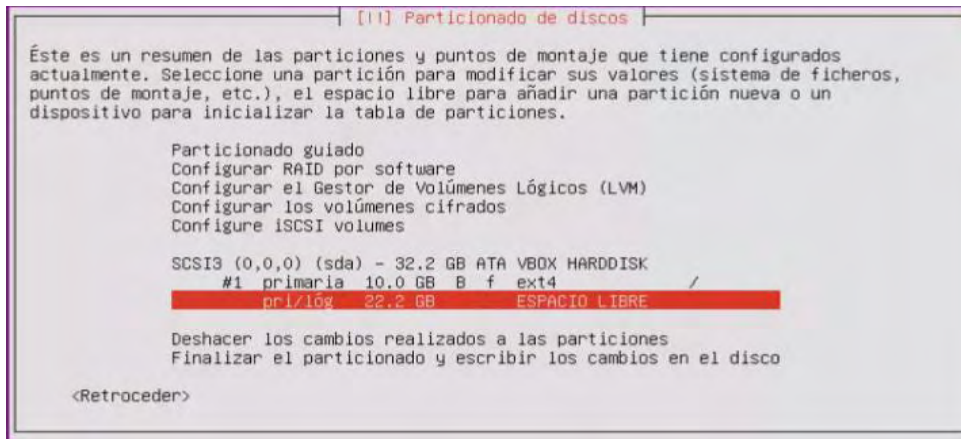 [!!] Particionado de discos
Éste es un resumen de las particiones y puntos de montaje que tiene configurados
actualmente. Seleccione una partición para modificar sus valores (sistema de ficheros,
puntos de montaje, etc.), el espacio libre para añadir una partición nueva o un
dispositivo para inicializar la tabla de particiones.
Particionado guiado
Configurar RAID por software
Configurar el Gestor de Volúmenes Lógicos (LVM)
Configurar los volúmenes cifrados
Configure iSCSI volumes
SCSI3 (0,0,0) (sda) - 32.2 GB ATA VBOX HARDDISK
#1 primaria 10.0 GB B f ext4 /
pri/lóg 22.2 GB ESPACIO LIBRE
Deshacer los cambios realizados a las particiones
Finalizar el particionado y escribir los cambios en el disco
<Retroceder>